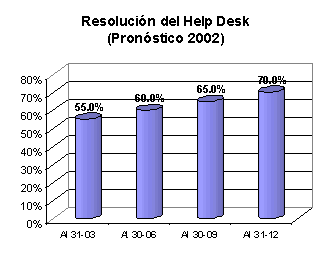 Resolución del Help Desk
(Pronóstico 2002)
80%
70%
60%
50%
40%
30%
20%
10%
0%
55.0%
60.0%
65.0%
70.0%
Al 31-03
Al 30-06
Al 30-09
Al 31-12